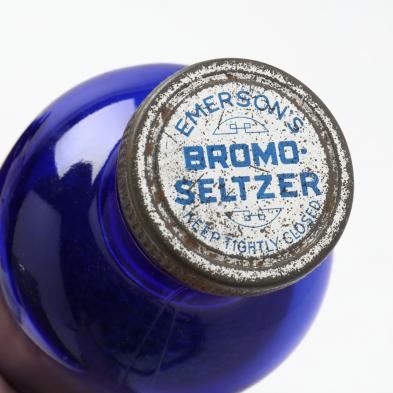 EMERSON'S
BROMO-
SELTZER
KEEP TIGHTLY CLOSED